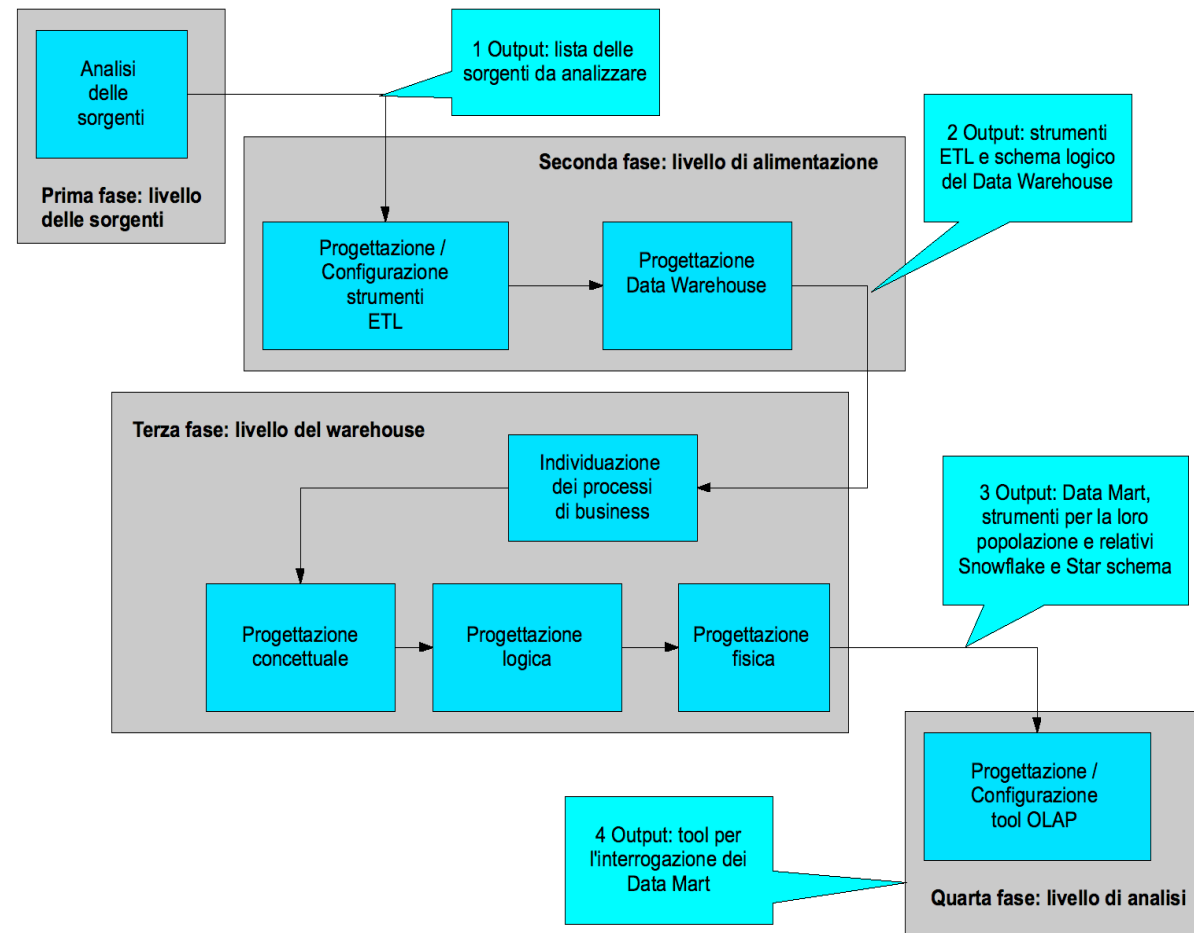 Analisi
delle
sorgenti
Prima fase: livello
delle sorgenti
1 Output: lista delle
sorgenti da analizzare
Seconda fase: livello di alimentazione
Progettazione /
Configurazione
strumenti
ETL
Progettazione
Data Warehouse
2 Output: strumenti
ETL e schema logico
del Data Warehouse
Terza fase: livello del warehouse
Individuazione
dei processi
di business
Progettazione
concettuale
Progettazione
logica
Progettazione
fisica
3 Output: Data Mart,
strumenti per la loro
popolazione e relativi
Snowflake e Star schema
Progettazione /
Configurazione
tool OLAP
Quarta fase: livello di analisi
4 Output: tool per
l'interrogazione dei
Data Mart